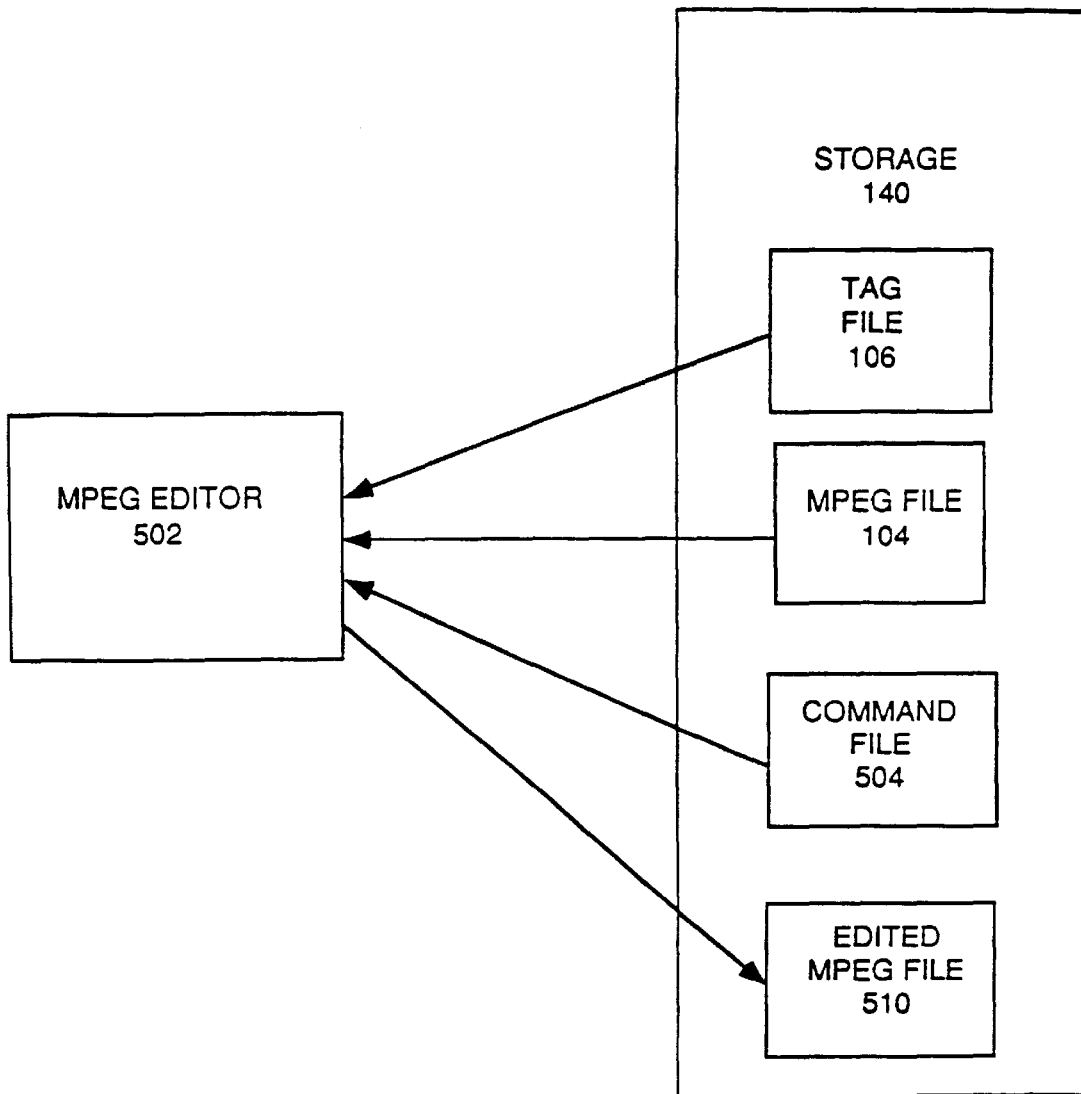 STORAGE
140
TAG
FILE
106
MPEG EDITOR
502
MPEG FILE
104
COMMAND
FILE
504
EDITED
MPEG FILE
510